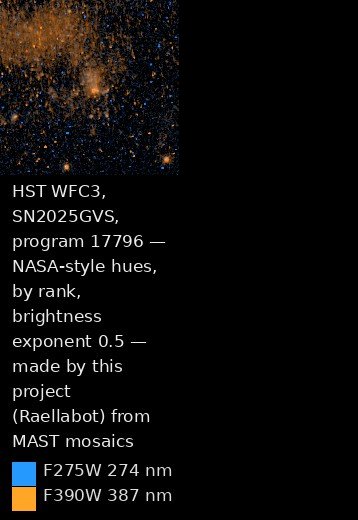 HST WFC3,
SN2025GVS,
program 17796 —
NASA-style hues,
by rank,
brightness
exponent 0.5 —
made by this
project
(Raellabot) from
MAST mosaics
F275W 274 nm
F390W 387 nm